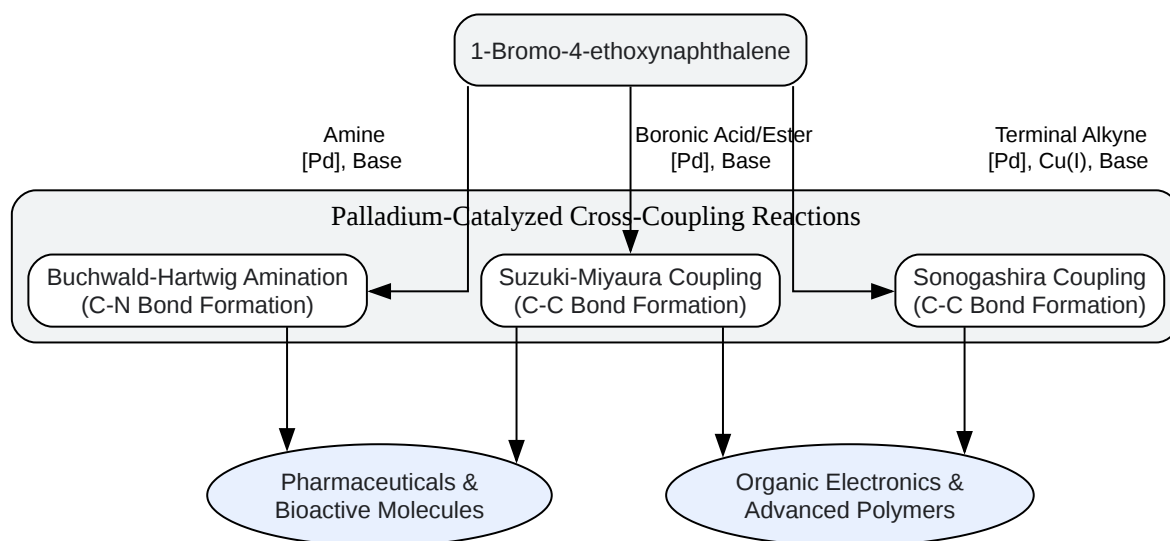 1-Bromo-4-ethoxynaphthalene
Amine
[Pd], Base
Boronic Acid/Ester
[Pd], Base
Terminal Alkyne
[Pd], Cu(I), Base
Palladium-Catalyzed Cross-Coupling Reactions
Buchwald-Hartwig Amination
(C-N Bond Formation)
Suzuki-Miyaura Coupling
(C-C Bond Formation)
Sonogashira Coupling
(C-C Bond Formation)
Pharmaceuticals &
Bioactive Molecules
Organic Electronics &
Advanced Polymers